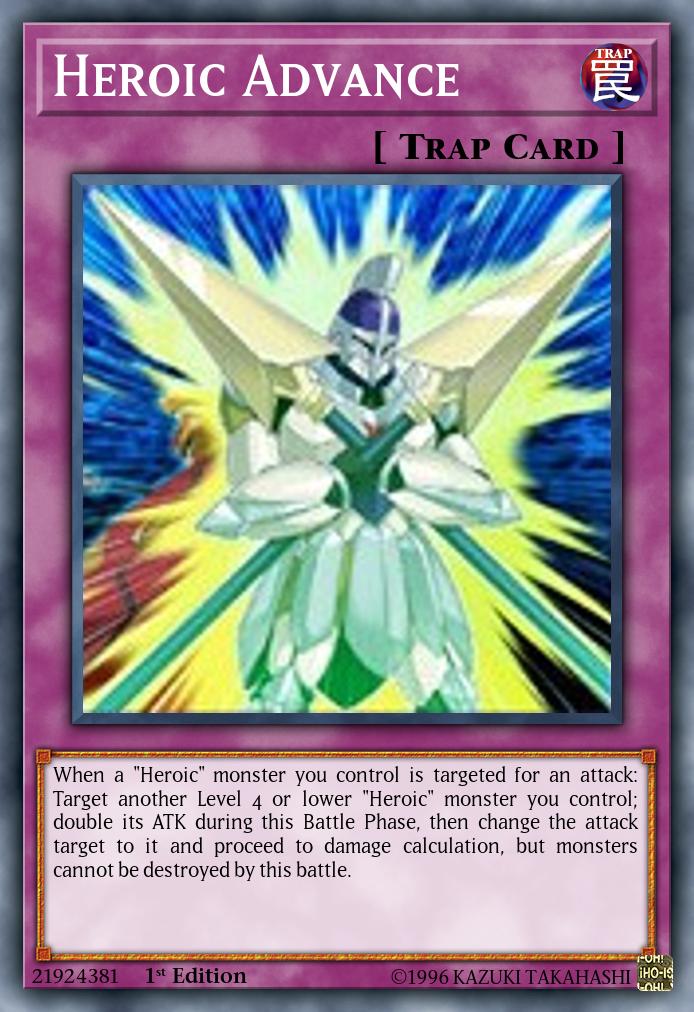 Heroic Advance
TRAP
罠
[ Trap Card ]
When a "Heroic" monster you control is targeted for an attack:
Target another Level 4 or lower "Heroic" monster you control;
double its ATK during this Battle Phase, then change the attack
target to it and proceed to damage calculation, but monsters
cannot be destroyed by this battle.
21924381 1st Edition ©1996 KAZUKI TAKAHASHI